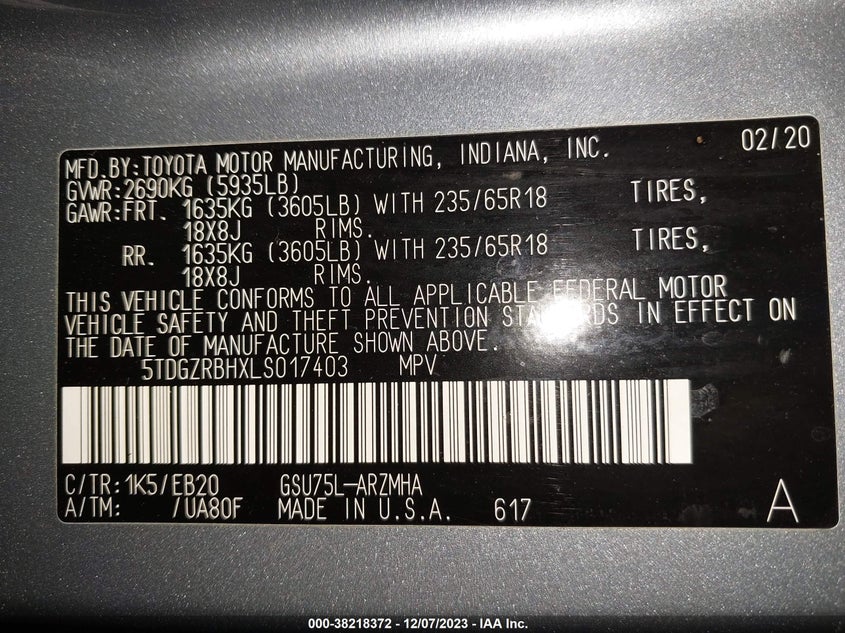 MFD.BY:TOYOTA MOTOR MANUFACTURING, INDIANA, INC. 02/20
GVWR:2690KG (5935LB)
GAWR:FRT. 1635KG (3605LB) WITH 235/65R18 TIRES,
18X8J RIMS.
RR. 1635KG (3605LB) WITH 235/65R18 TIRES,
18X8J RIMS.
THIS VEHICLE CONFORMS TO ALL APPLICABLE FEDERAL MOTOR
VEHICLE SAFETY AND THEFT PREVENTION STANDARDS IN EFFECT ON
THE DATE OF MANUFACTURE SHOWN ABOVE.
5TDGZRBHXLS017403 MPV
C/TR:1K5/EB20 GSU75L-ARZMHA
A/TM: /UA80F MADE IN U.S.A. 617 A
000-38218372 - 12/07/2023 - IAA Inc.